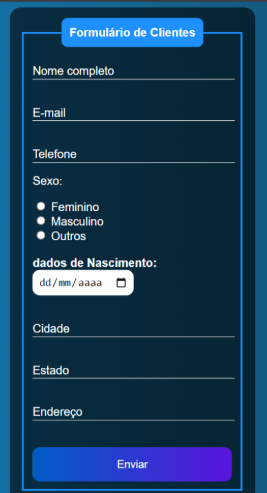 Formulário de Clientes
Nome completo
E-mail
Telefone
Sexo:
Feminino
Masculino
Outros
dados de Nascimento:
dd/mm/aaaa
Cidade
Estado
Endereço
Enviar